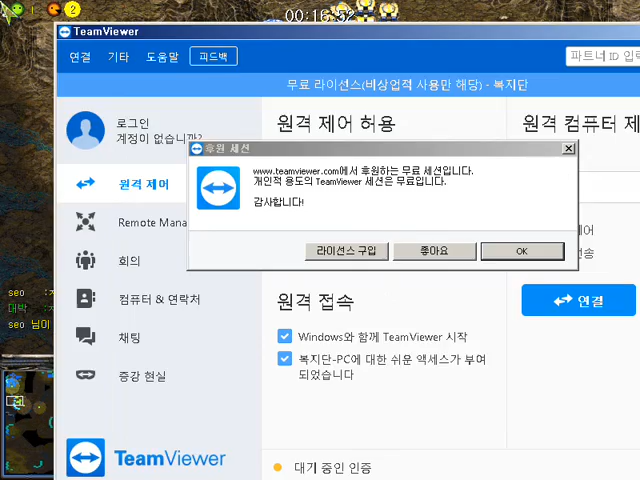 2
00:16:52
TeamViewer
연결 기타 도움말 피드백
파트너 ID 입력
무료 라이선스(비상업적 사용만 해당) - 복지단
로그인
계정이 없습니까?
원격 제어 허용
원격 컴퓨터 제
후원 세션
www.teamviewer.com에서 후원하는 무료 세션입니다.
개인적 용도의 TeamViewer 세션은 무료입니다.
감사합니다!
라이선스 구입
좋아요
OK
원격 제어
Remote Mana
회의
컴퓨터 & 연락처
채팅
증강 현실
제어
전송
연결
원격 접속
Windows와 함께 TeamViewer 시작
복지단-PC에 대한 쉬운 액세스가 부여
되었습니다
seo :
대박 :
seo 님미
TeamViewer
대기 중인 인증